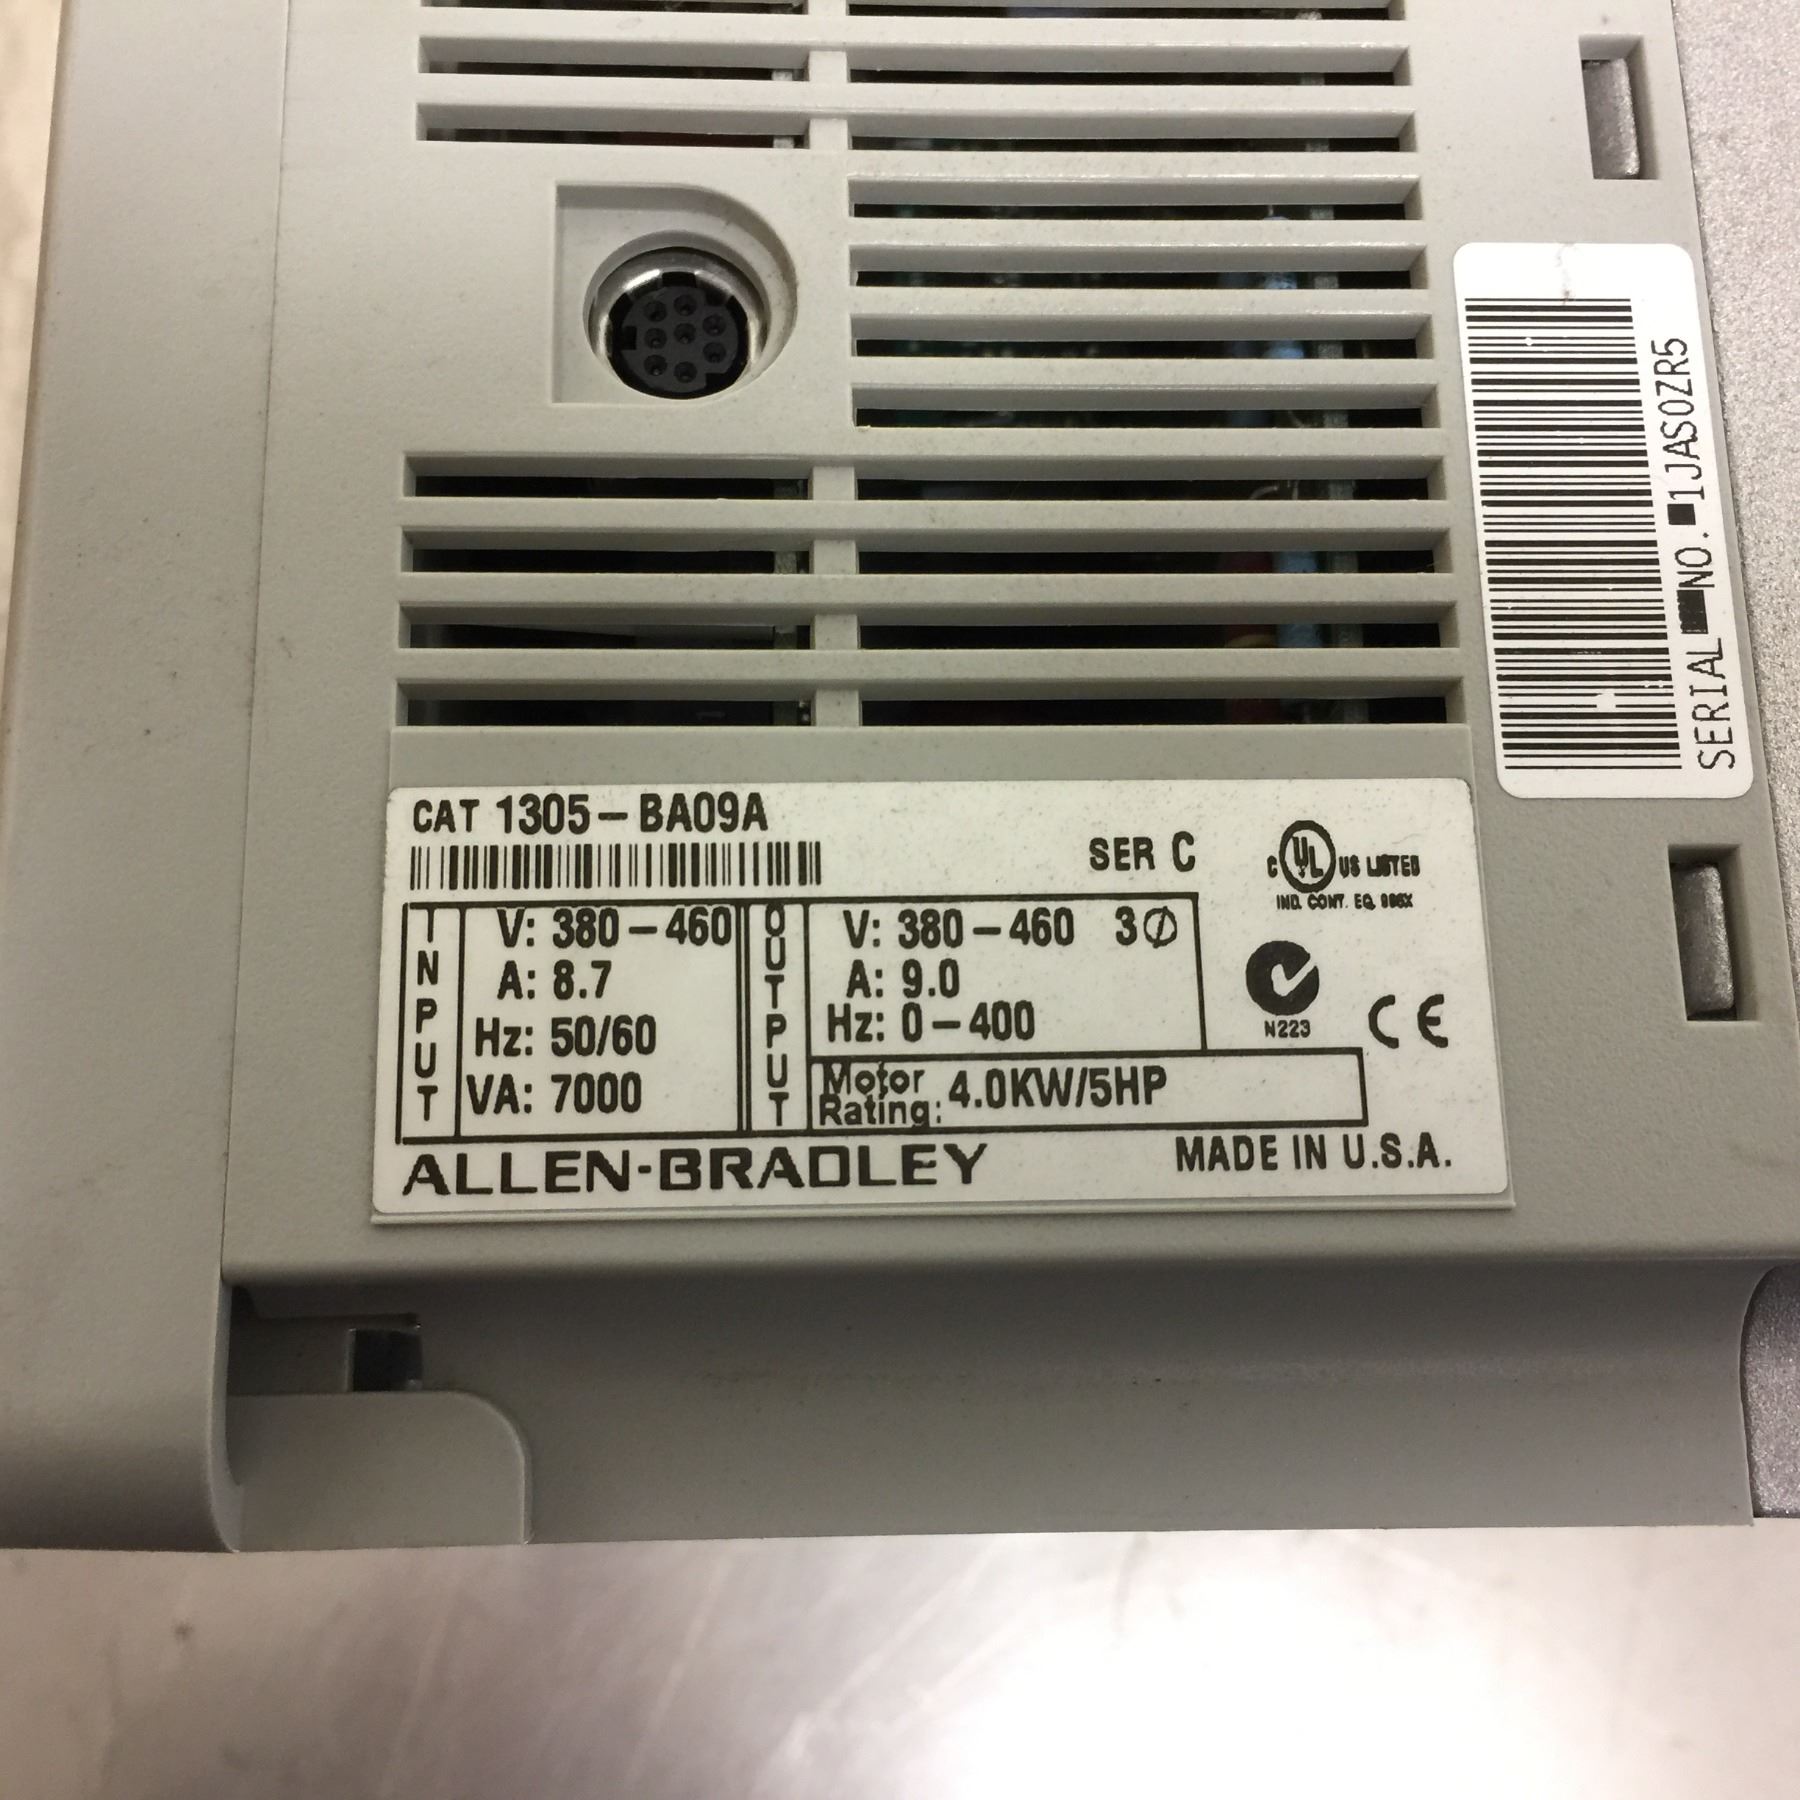 SERIAL NO. 1JAS0ZR5
CAT 1305-BA09A
SER C
C UL US LISTED
IND. CONT. EQ.
INPUT
V: 380-460
A: 8.7
Hz: 50/60
VA: 7000
OUTPUT
V: 380-460 3Ø
A: 9.0
Hz: 0-400
Motor Rating: 4.0KW/5HP
N223
CE
ALLEN-BRADLEY
MADE IN U.S.A.